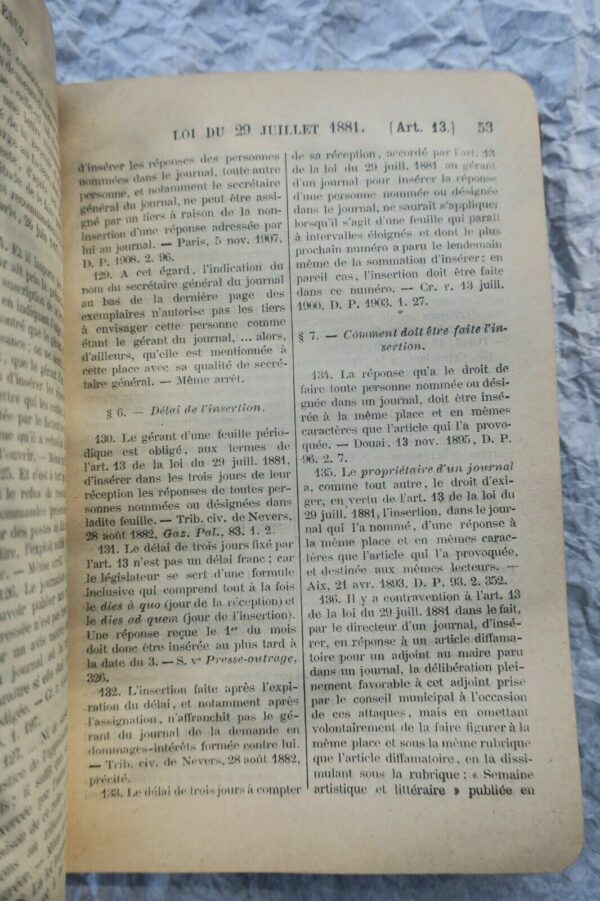 LOI DU 29 JUILLET 1881. (Art. 13.) 53
d'insérer les réponses des personnes
nommées dans le journal, toute autre
personne, et notamment le secrétaire
général du journal, ne peut être assi-
gné par un tiers à raison de la non-
insertion d'une réponse adressée par
lui au journal. — Paris, 5 nov. 1907,
D. P. 1908. 2. 96.
129. A cet égard, l'indication du
nom du secrétaire général du journal
au bas de la dernière page des
exemplaires n'autorise pas les tiers
à envisager cette personne comme
étant le gérant du journal, ... alors,
d'ailleurs, qu'elle est mentionnée à
cette place avec sa qualité de secré-
taire général. — Même arrêt.
§ 6. — Délai de l'insertion.
130. Le gérant d'une feuille pério-
dique est obligé, aux termes de
l'art. 13 de la loi du 29 juill. 1881,
d'insérer dans les trois jours de leur
réception les réponses de toutes per-
sonnes nommées ou désignées dans
ladite feuille. — Trib. civ. de Nevers,
28 août 1882, Gaz. Pal., 83. 1. 2.
131. Le délai de trois jours fixé par
l'art. 13 n'est pas un délai franc ; car
le législateur se sert d'une formule
inclusive qui comprend tout à la fois
le dies à quo (jour de la réception) et
le dies ad quem (jour de l'insertion).
Une réponse reçue le 1er du mois
doit donc être insérée au plus tard à
la date du 3. — S. vº Presse-outrage,
326.
132. L'insertion faite après l'expi-
ration du délai, et notamment après
l'assignation, n'affranchit pas le gé-
rant du journal de la demande en
dommages-intérêts formée contre lui.
— Trib. civ. de Nevers, 28 août 1882,
précité.
133. Le délai de trois jours à compter
de sa réception, accordé par l'art. 13
de la loi du 29 juill. 1881 au gérant
d'un journal pour insérer la réponse
d'une personne nommée ou désignée
dans le journal, ne saurait s'appliquer
lorsqu'il s'agit d'une feuille qui paraît
à intervalles éloignés et dont le plus
prochain numéro a paru le lendemain
même de la sommation d'insérer ; en
pareil cas, l'insertion doit être faite
dans ce numéro. — Cr. r. 13 juill.
1900, D. P. 1903. 1. 27.
§ 7. — Comment doit être faite l'in-
sertion.
134. La réponse qu'a le droit de
faire toute personne nommée ou dési-
gnée dans un journal, doit être insé-
rée à la même place et en mêmes
caractères que l'article qui l'a provo-
quée. — Douai, 13 nov. 1895, D. P.
96. 2. 7.
135. Le propriétaire d'un journal
a, comme tout autre, le droit d'exi-
ger, en vertu de l'art. 13 de la loi du
29 juill. 1881, l'insertion, dans le jour-
nal qui l'a nommé, d'une réponse à
la même place et en mêmes carac-
tères que l'article qui l'a provoquée,
et destinée aux mêmes lecteurs. —
Aix, 21 avr. 1893, D. P. 93. 2. 352.
136. Il y a contravention à l'art. 13
de la loi du 29 juill. 1881 dans le fait,
par le directeur d'un journal, d'insé-
rer, en réponse à un article diffama-
toire pour un adjoint au maire paru
dans un journal, la délibération plei-
nement favorable à cet adjoint prise
par le conseil municipal à l'occasion
de ces attaques, mais en omettant
volontairement de la faire figurer à la
même place et sous la même rubrique
que l'article diffamatoire, en la dissi-
mulant sous la rubrique : « Semaine
artistique et littéraire » publiée en